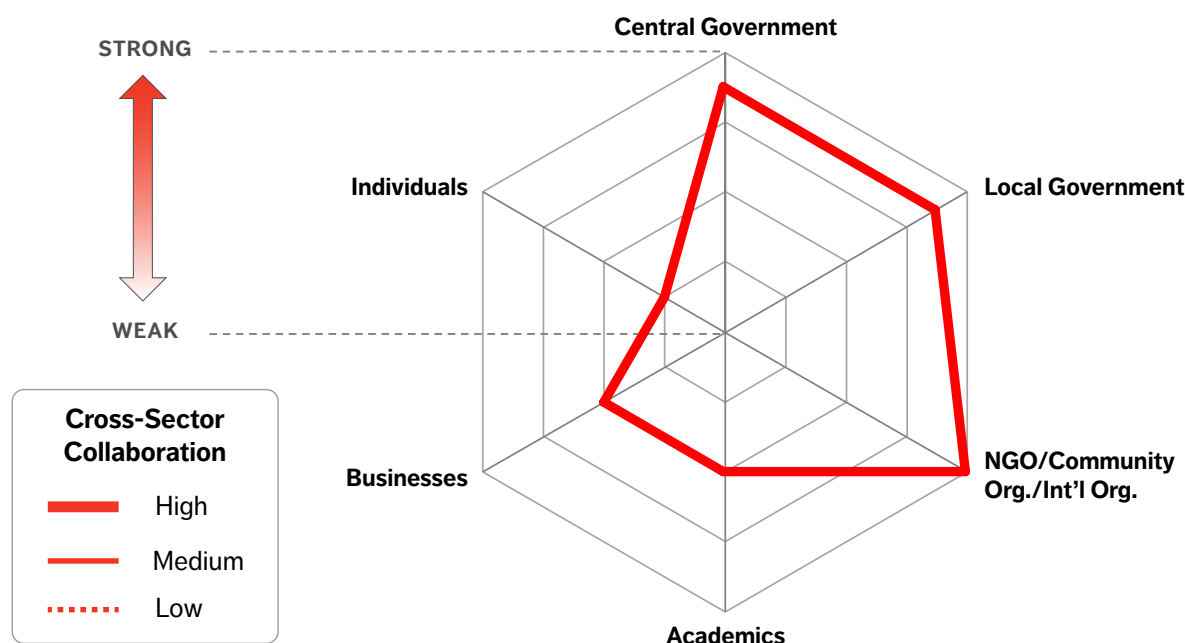 Central Government
STRONG
Individuals
Local Government
WEAK
Cross-Sector
Collaboration
High
Medium
Low
Businesses
NGO/Community
Org./Int’l Org.
Academics